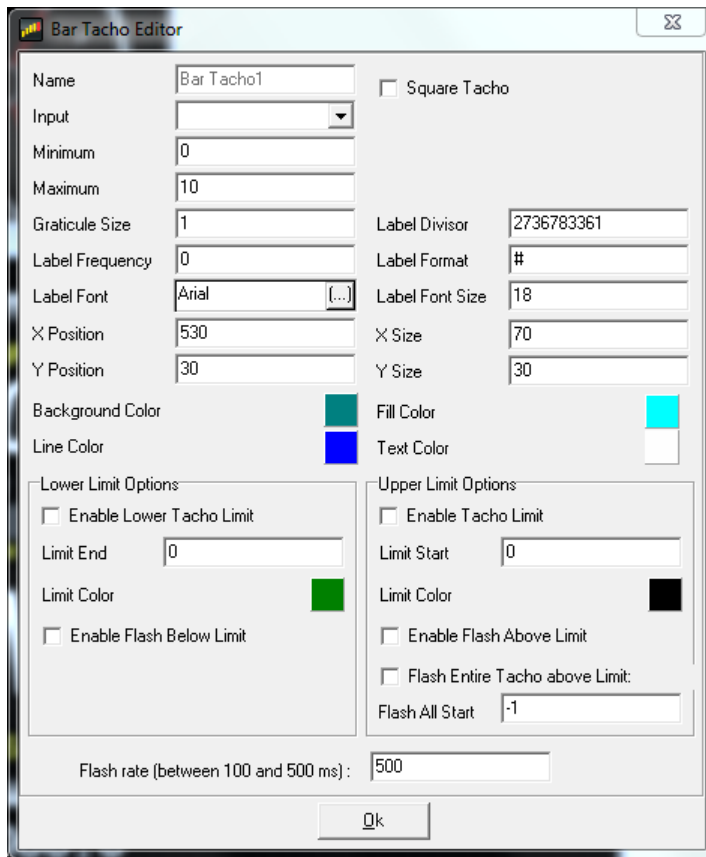 Bar Tacho Editor
Name Bar Tacho1 Square Tacho
Input
Minimum 0
Maximum 10
Graticule Size 1 Label Divisor 2736783361
Label Frequency 0 Label Format #
Label Font Arial (...) Label Font Size 18
X Position 530 X Size 70
Y Position 30 Y Size 30
Background Color Fill Color
Line Color Text Color
Lower Limit Options Upper Limit Options
Enable Lower Tacho Limit Enable Tacho Limit
Limit End 0 Limit Start 0
Limit Color Limit Color
Enable Flash Below Limit Enable Flash Above Limit
Flash Entire Tacho above Limit:
Flash All Start -1
Flash rate (between 100 and 500 ms) : 500
Ok